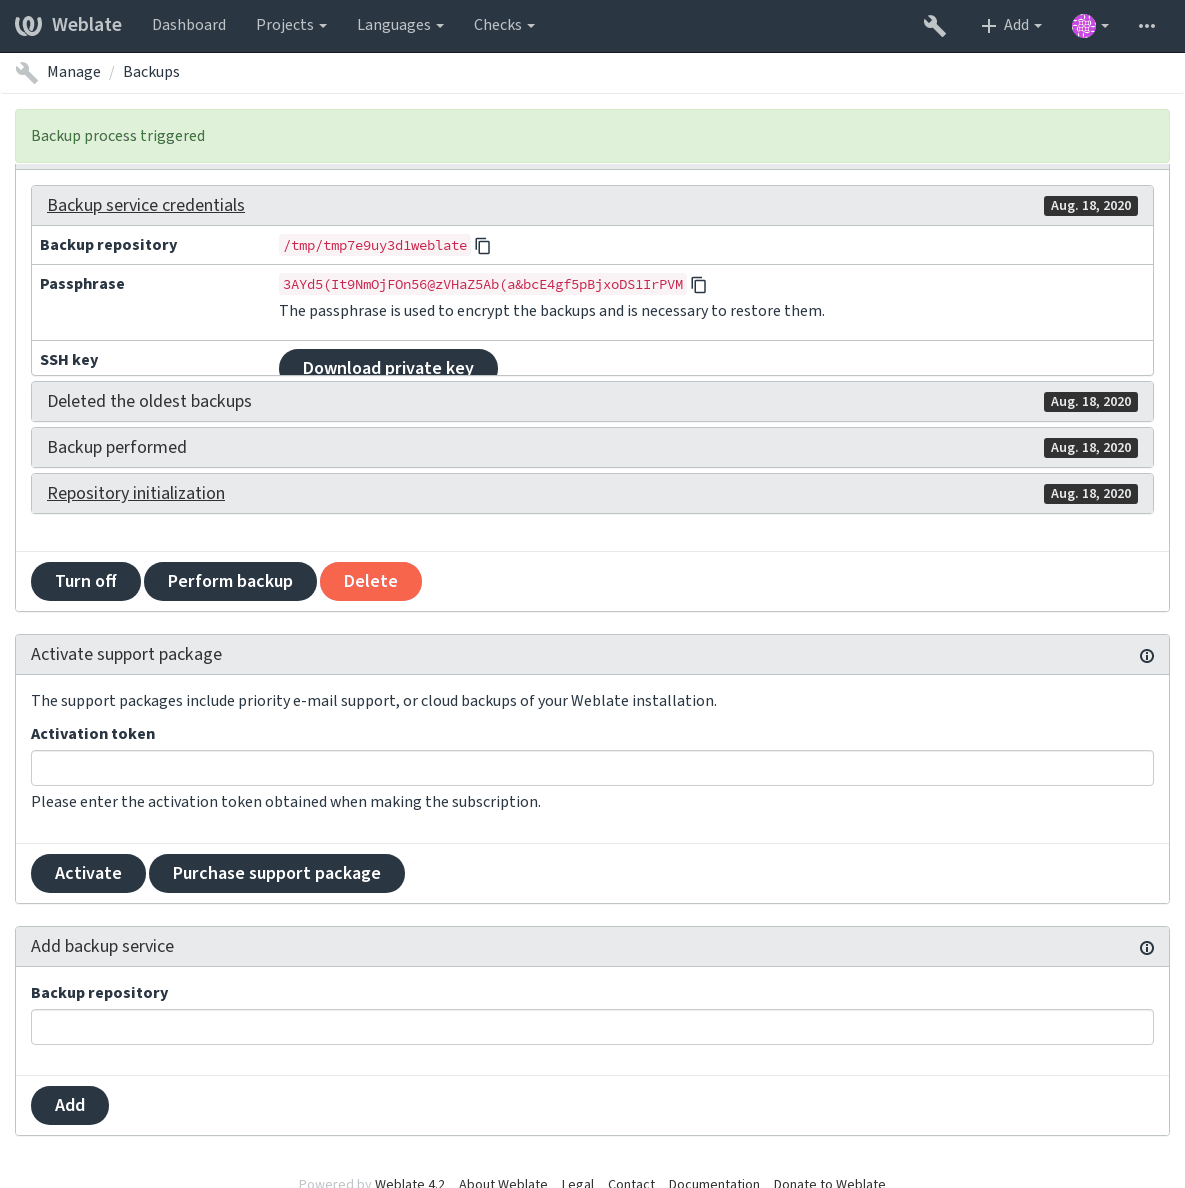 Weblate Dashboard Projects Languages Checks Add
Manage / Backups
Backup process triggered
Backup service credentials Aug. 18, 2020
Backup repository /tmp/tmp7e9uy3d1weblate
Passphrase 3AYd5(It9NmOjFOn56@zVHaZ5Ab(a&bcE4gf5pBjxoDS1IrPVM
The passphrase is used to encrypt the backups and is necessary to restore them.
SSH key Download private key
Deleted the oldest backups Aug. 18, 2020
Backup performed Aug. 18, 2020
Repository initialization Aug. 18, 2020
Turn off Perform backup Delete
Activate support package
The support packages include priority e-mail support, or cloud backups of your Weblate installation.
Activation token
Please enter the activation token obtained when making the subscription.
Activate Purchase support package
Add backup service
Backup repository
Add
Powered by Weblate 4.2 About Weblate Legal Contact Documentation Donate to Weblate